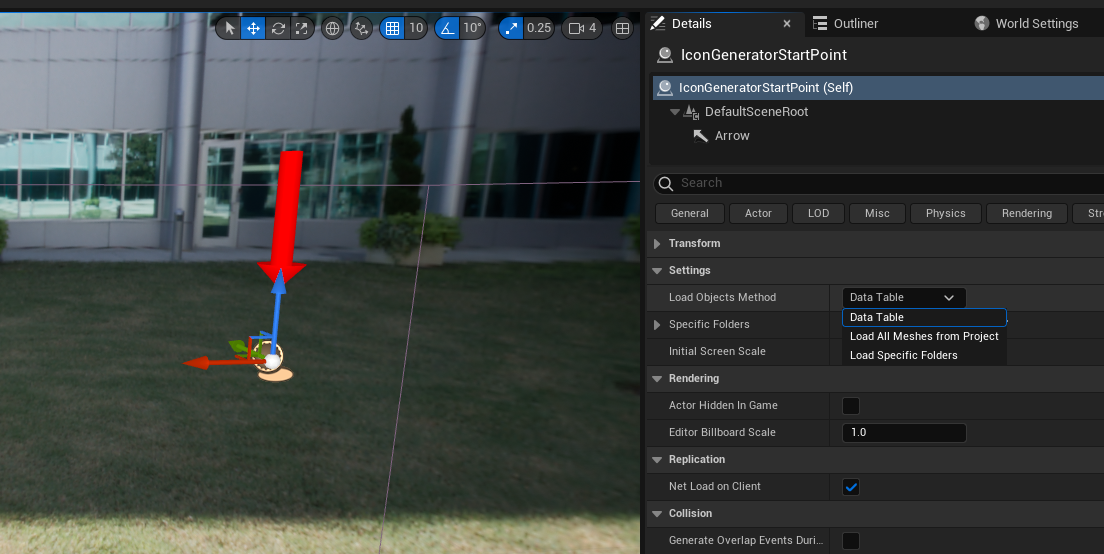 10
10°
0.25
4
Details
Outliner
World Settings
IconGeneratorStartPoint
IconGeneratorStartPoint (Self)
DefaultSceneRoot
Arrow
Search
General
Actor
LOD
Misc
Physics
Rendering
Transform
Settings
Load Objects Method
Data Table
Data Table
Load All Meshes from Project
Load Specific Folders
Specific Folders
Initial Screen Scale
Rendering
Actor Hidden In Game
Editor Billboard Scale
1.0
Replication
Net Load on Client
Collision
Generate Overlap Events Duri...